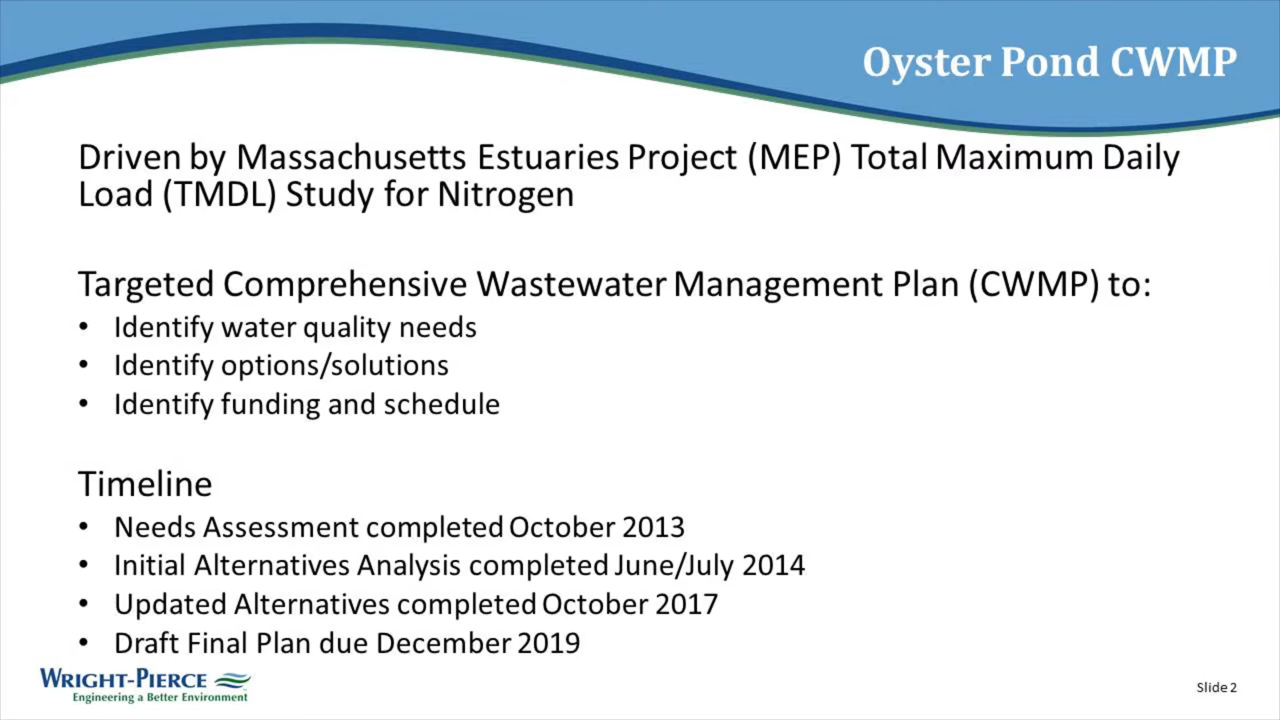 Oyster Pond CWMP
Driven by Massachusetts Estuaries Project (MEP) Total Maximum Daily
Load (TMDL) Study for Nitrogen
Targeted Comprehensive Wastewater Management Plan (CWMP) to:
• Identify water quality needs
• Identify options/solutions
• Identify funding and schedule
Timeline
• Needs Assessment completed October 2013
• Initial Alternatives Analysis completed June/July 2014
• Updated Alternatives completed October 2017
• Draft Final Plan due December 2019
WRIGHT-PIERCE
Engineering a Better Environment
Slide 2